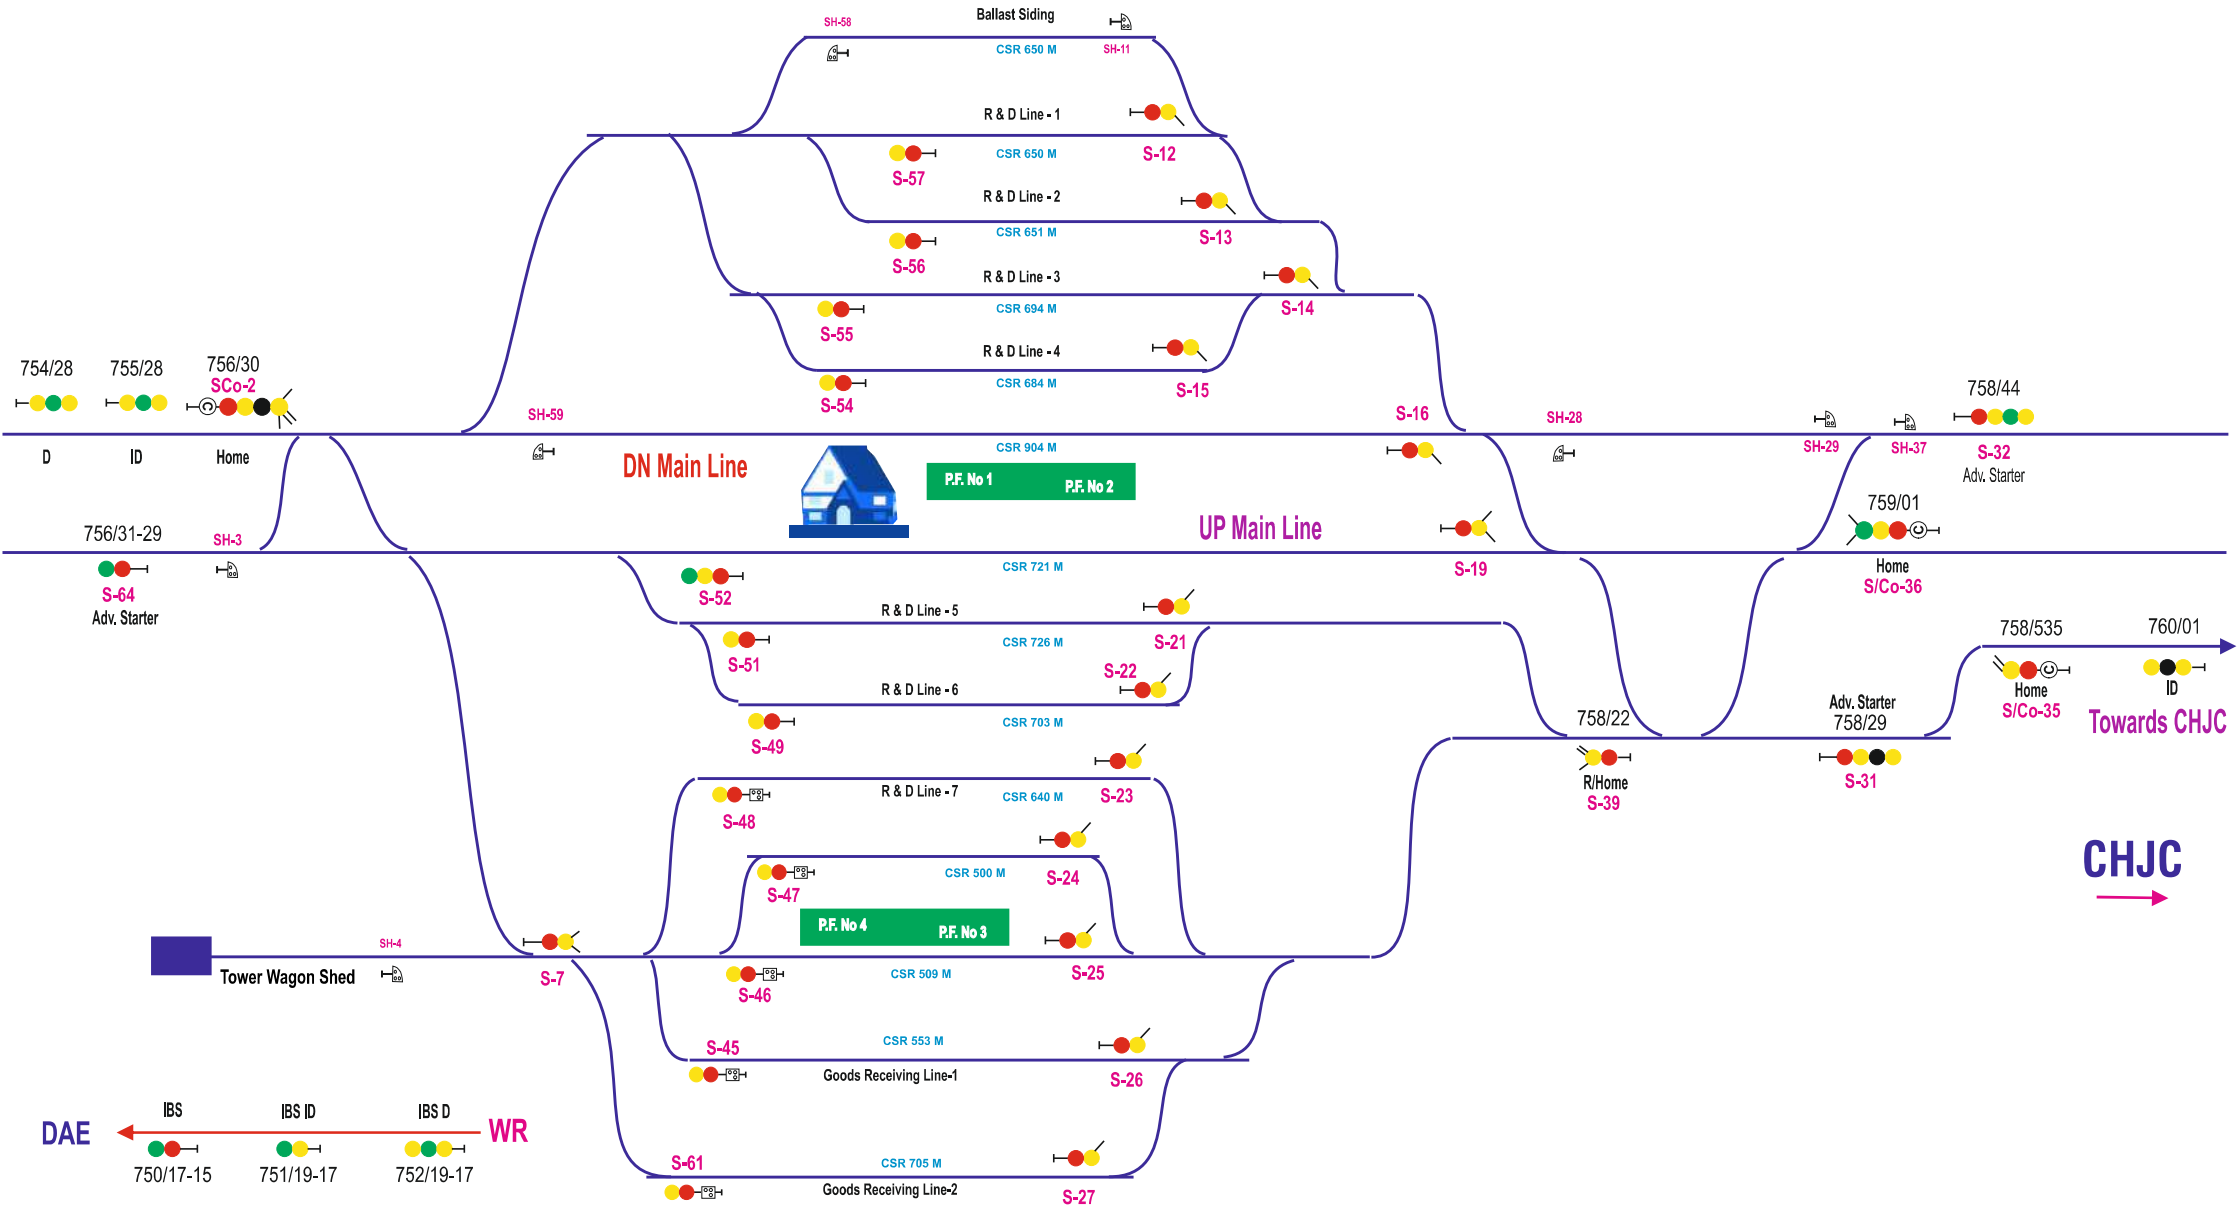 Ballast Siding
SH-58
CSR 650 M
SH-11
R & D Line - 1
CSR 650 M
S-12
S-57
R & D Line - 2
CSR 651 M
S-13
S-56
R & D Line - 3
CSR 694 M
S-14
S-55
R & D Line - 4
CSR 684 M
S-15
S-54
754/28
755/28
756/30
SCo-2
D
ID
Home
SH-59
DN Main Line
CSR 904 M
P.F. No 1
P.F. No 2
S-16
SH-28
SH-29
SH-37
758/44
S-32
Adv. Starter
756/31-29
SH-3
S-64
Adv. Starter
UP Main Line
759/01
C
C
Home
S/Co-36
S-19
CSR 721 M
S-52
R & D Line - 5
S-21
CSR 726 M
S-51
S-22
R & D Line - 6
CSR 703 M
S-49
758/535
760/01
C
Home
S/Co-35
ID
Towards CHJC
758/22
R/Home
S-39
Adv. Starter
758/29
S-31
R & D Line - 7
CSR 640 M
S-23
S-48
CSR 500 M
S-24
S-47
P.F. No 4
P.F. No 3
CHJC
SH-4
Tower Wagon Shed
S-7
S-46
CSR 509 M
S-25
S-45
CSR 553 M
Goods Receiving Line-1
S-26
DAE
IBS
IBS ID
IBS D
WR
750/17-15
751/19-17
752/19-17
S-61
CSR 705 M
Goods Receiving Line-2
S-27